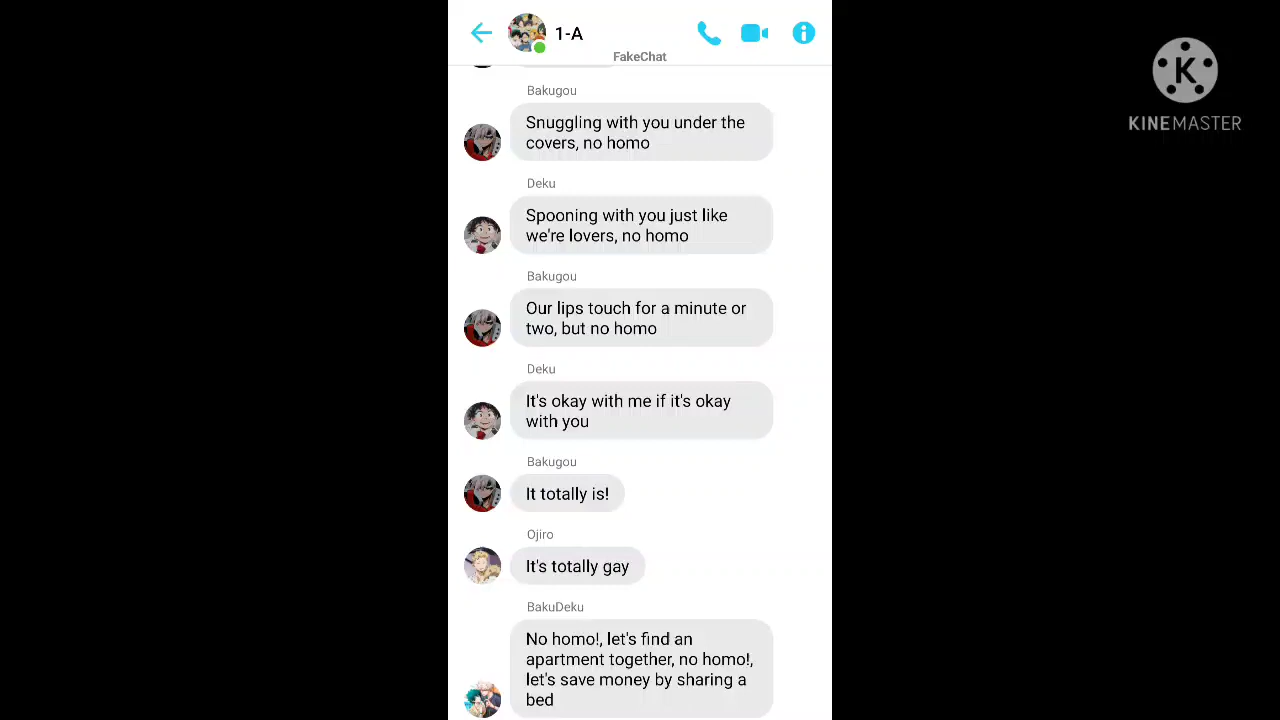 1-A
FakeChat
KINEMASTER
Bakugou
Snuggling with you under the
covers, no homo
Deku
Spooning with you just like
we're lovers, no homo
Bakugou
Our lips touch for a minute or
two, but no homo
Deku
It's okay with me if it's okay
with you
Bakugou
It totally is!
Ojiro
It's totally gay
BakuDeku
No homo!, let's find an
apartment together, no homo!,
let's save money by sharing a
bed